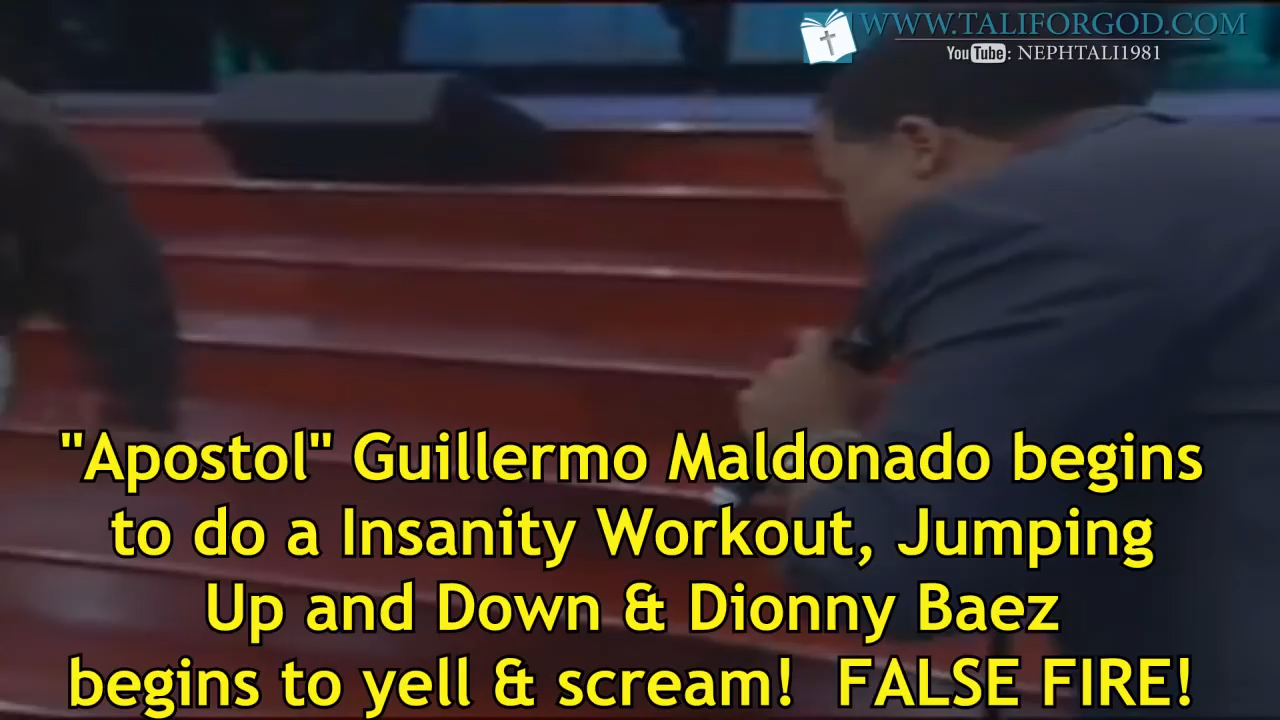 WWW.TALIFORGOD.COM
YouTube: NEPHTALI1981
"Apostol" Guillermo Maldonado begins
to do a Insanity Workout, Jumping
Up and Down & Dionny Baez
begins to yell & scream!  FALSE FIRE!